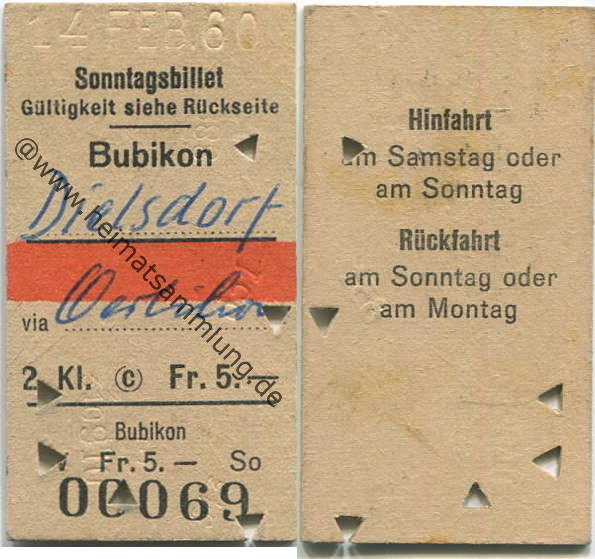 14 FEB. 60
Sonntagsbillet
Gültigkeit siehe Rückseite
Bubikon
Dielsdorf
via Oerlikon
2. Kl. © Fr. 5.—
Bubikon
Fr. 5.— So
00069
Hinfahrt
am Samstag oder
am Sonntag
Rückfahrt
am Sonntag oder
am Montag
@www.heimatsammlung.de